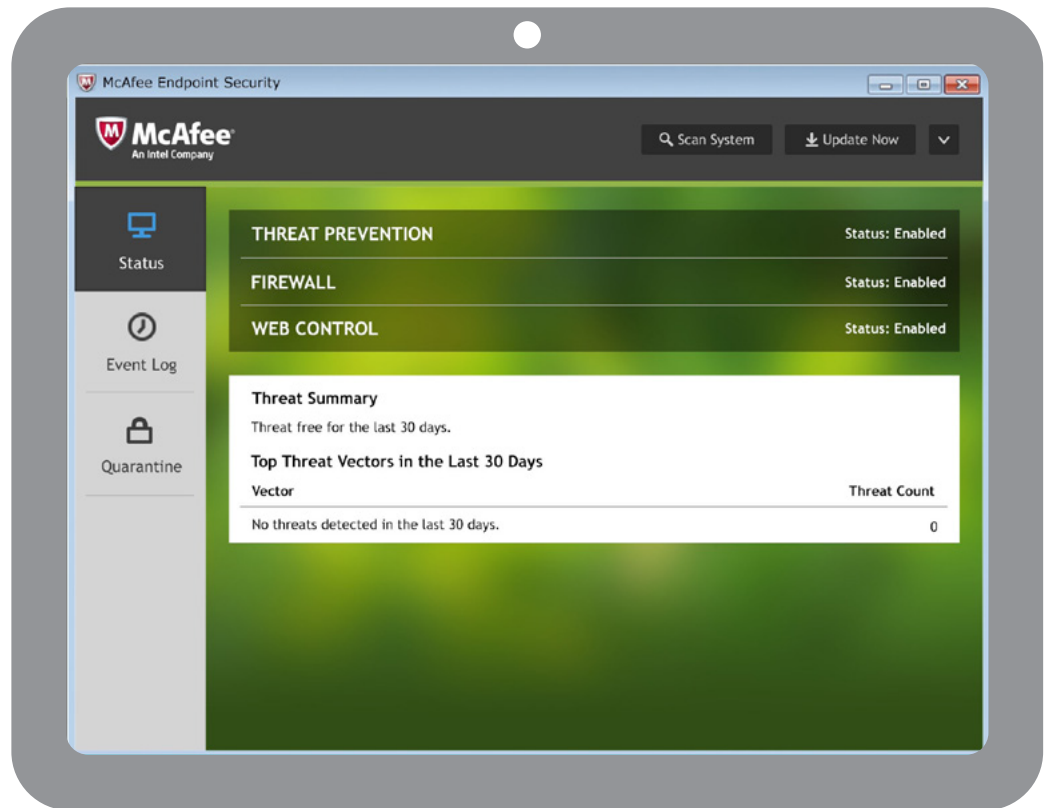 McAfee Endpoint Security
McAfee
An Intel Company
Scan System
Update Now
Status
Event Log
Quarantine
THREAT PREVENTION Status: Enabled
FIREWALL Status: Enabled
WEB CONTROL Status: Enabled
Threat Summary
Threat free for the last 30 days.
Top Threat Vectors in the Last 30 Days
Vector Threat Count
No threats detected in the last 30 days. 0